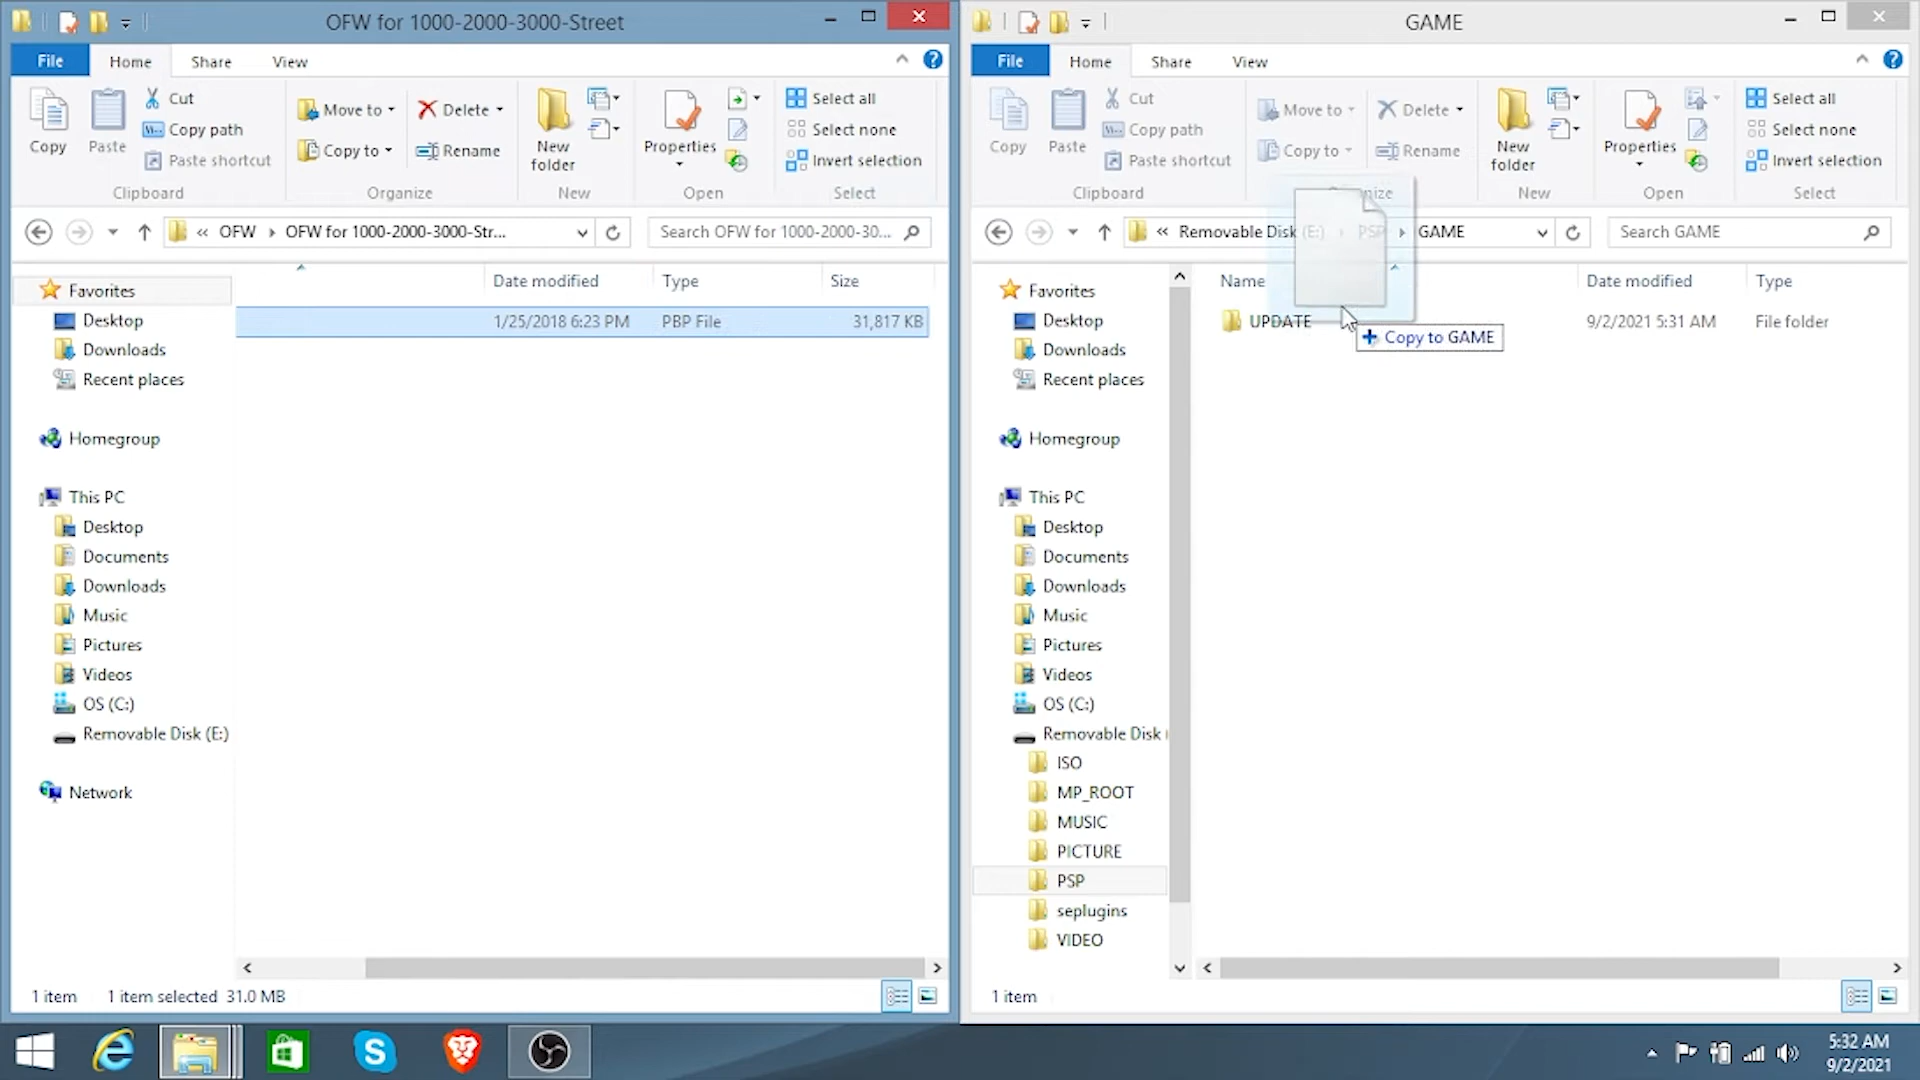 OFW for 1000-2000-3000-Street
File Home Share View
Copy
Paste
Cut
Copy path
Paste shortcut
Clipboard
Move to
Copy to
Delete
Rename
Organize
New folder
New
Properties
Open
Select all
Select none
Invert selection
Select
« OFW OFW for 1000-2000-3000-Str...
Search OFW for 1000-2000-30...
Date modified Type Size
1/25/2018 6:23 PM PBP File 31,817 KB
Favorites
Desktop
Downloads
Recent places
Homegroup
This PC
Desktop
Documents
Downloads
Music
Pictures
Videos
OS (C:)
Removable Disk (E:)
Network
1 item 1 item selected 31.0 MB
GAME
File Home Share View
Copy
Paste
Cut
Copy path
Paste shortcut
Clipboard
Move to
Copy to
Delete
Rename
New folder
New
Properties
Open
Select all
Select none
Invert selection
Select
« Removable Disk (E:) PSP GAME
Search GAME
Name Date modified Type
UPDATE 9/2/2021 5:31 AM File folder
Copy to GAME
Favorites
Desktop
Downloads
Recent places
Homegroup
This PC
Desktop
Documents
Downloads
Music
Pictures
Videos
OS (C:)
Removable Disk (
ISO
MP_ROOT
MUSIC
PICTURE
PSP
seplugins
VIDEO
1 item
5:32 AM
9/2/2021